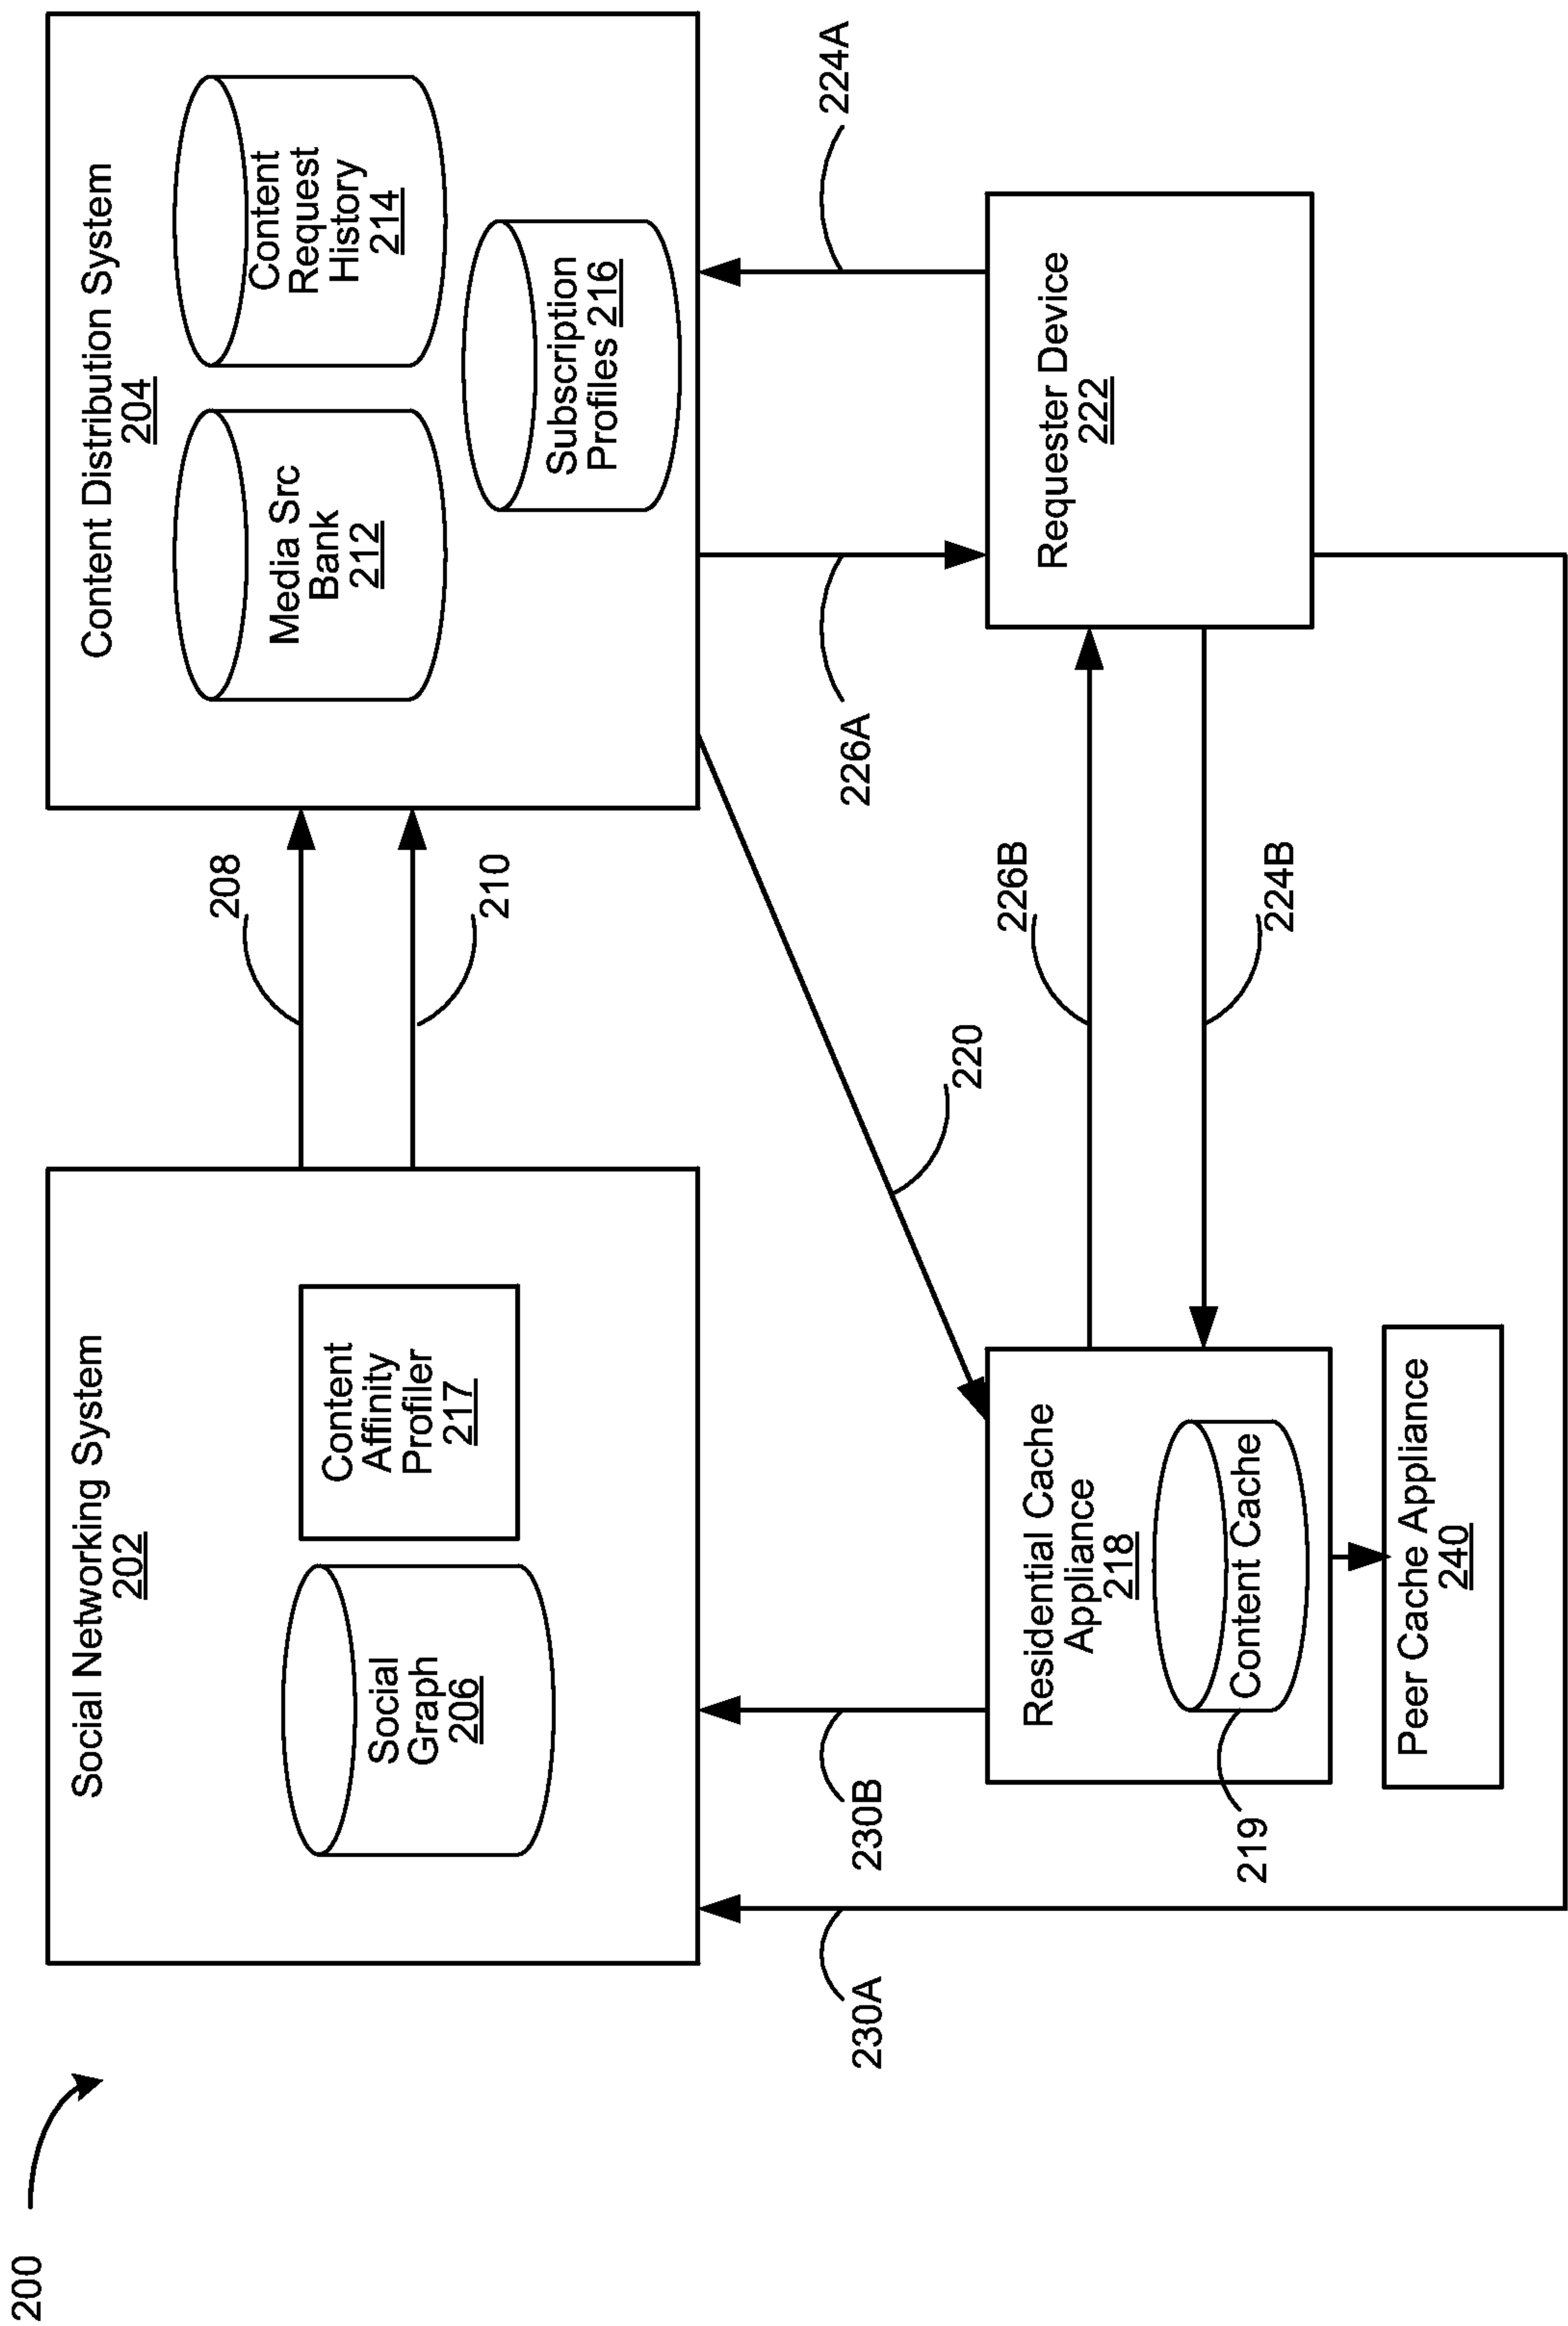 200
Social Networking System
202
Social
Graph
206
Content
Affinity
Profiler
217
208
210
Content Distribution System
204
Media Src
Bank
212
Content
Request
History
214
Subscription
Profiles 216
230A
230B
220
226A
224A
Residential Cache
Appliance
218
Content Cache
219
226B
224B
Requester Device
222
Peer Cache Appliance
240